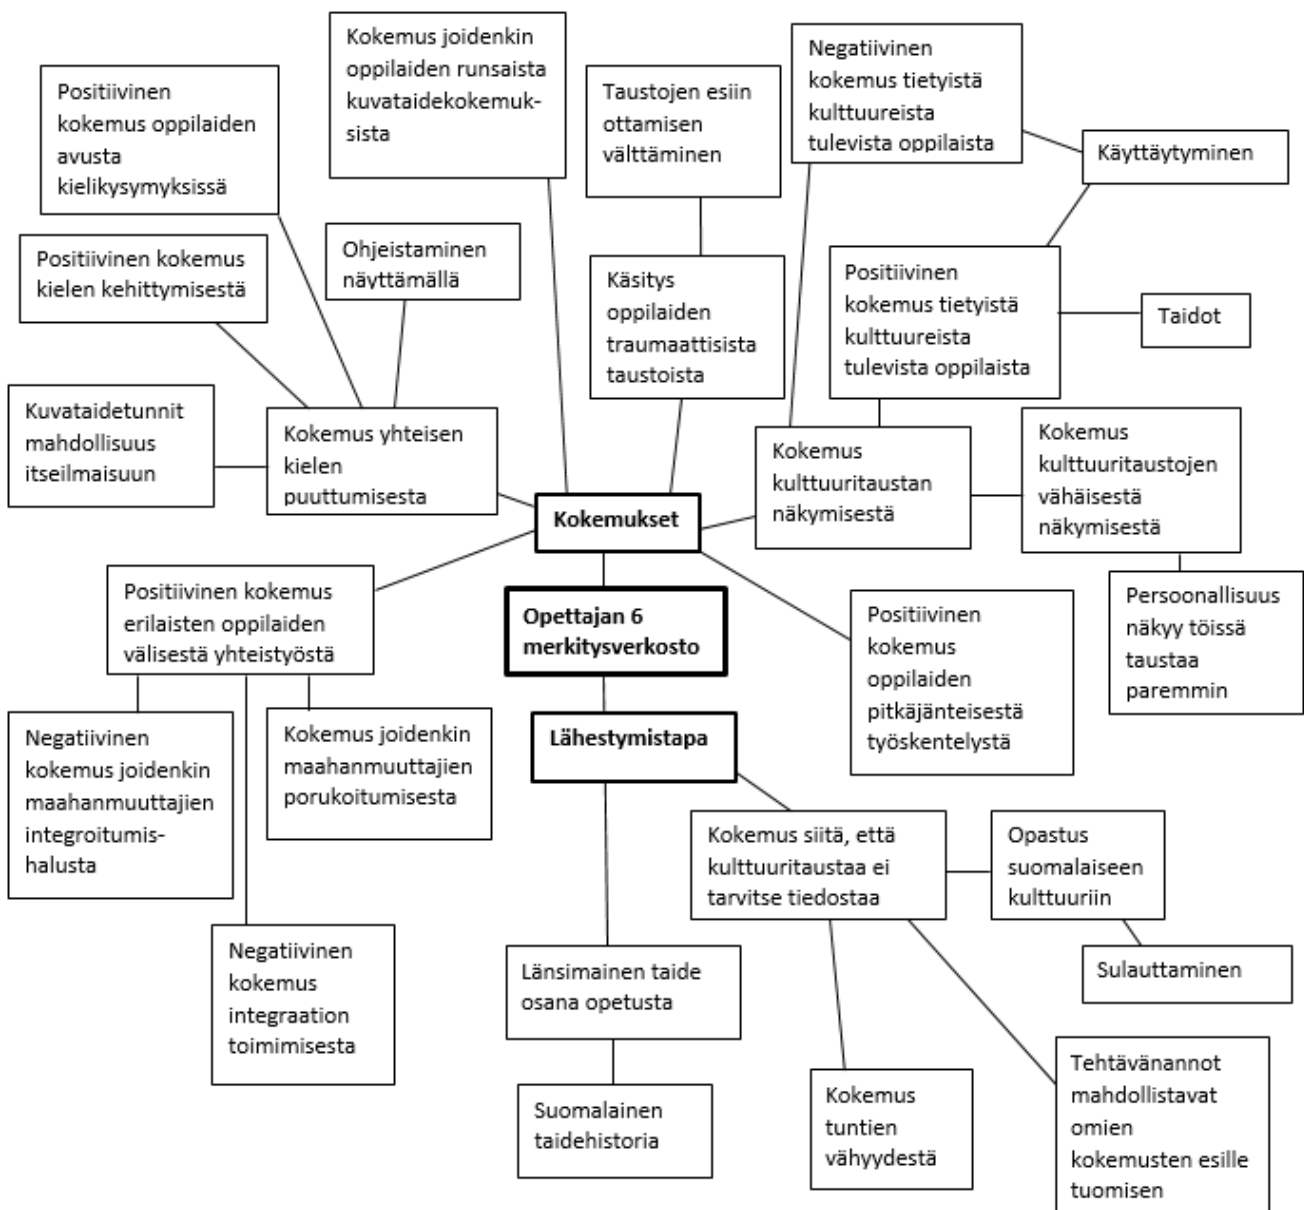 Kokemus joidenkin
oppilaiden runsaista
kuvataidekokemuk-
sista
Negatiivinen
kokemus tietyistä
kulttuureista
tulevista oppilaista
Positiivinen
kokemus oppilaiden
avusta
kielikysymyksissä
Taustojen esiin
ottamisen
välttäminen
Käyttäytyminen
Positiivinen kokemus
kielen kehittymisestä
Ohjeistaminen
näyttämällä
Käsitys
oppilaiden
traumaattisista
taustoista
Positiivinen
kokemus tietyistä
kulttuureista
tulevista oppilaista
Taidot
Kuvataidetunnit
mahdollisuus
itseilmaisuun
Kokemus yhteisen
kielen
puuttumisesta
Kokemukset
Kokemus
kulttuuritaustan
näkymisestä
Kokemus
kulttuuritaustojen
vähäisestä
näkymisestä
Positiivinen kokemus
erilaisten oppilaiden
välisestä yhteistyöstä
Opettajan 6
merkitysverkosto
Positiivinen
kokemus
oppilaiden
pitkäjänteisestä
työskentelystä
Persoonallisuus
näkyy töissä
taustaa
paremmin
Negatiivinen
kokemus joidenkin
maahanmuuttajien
integroitumis-
halusta
Kokemus joidenkin
maahanmuuttajien
porukoitumisesta
Lähestymistapa
Kokemus siitä, että
kulttuuritaustaa ei
tarvitse tiedostaa
Opastus
suomalaiseen
kulttuuriin
Negatiivinen
kokemus
integraation
toimimisesta
Länsimainen taide
osana opetusta
Sulauttaminen
Suomalainen
taidehistoria
Kokemus
tuntien
vähyydestä
Tehtävänannot
mahdollistavat
omien
kokemusten esille
tuomisen